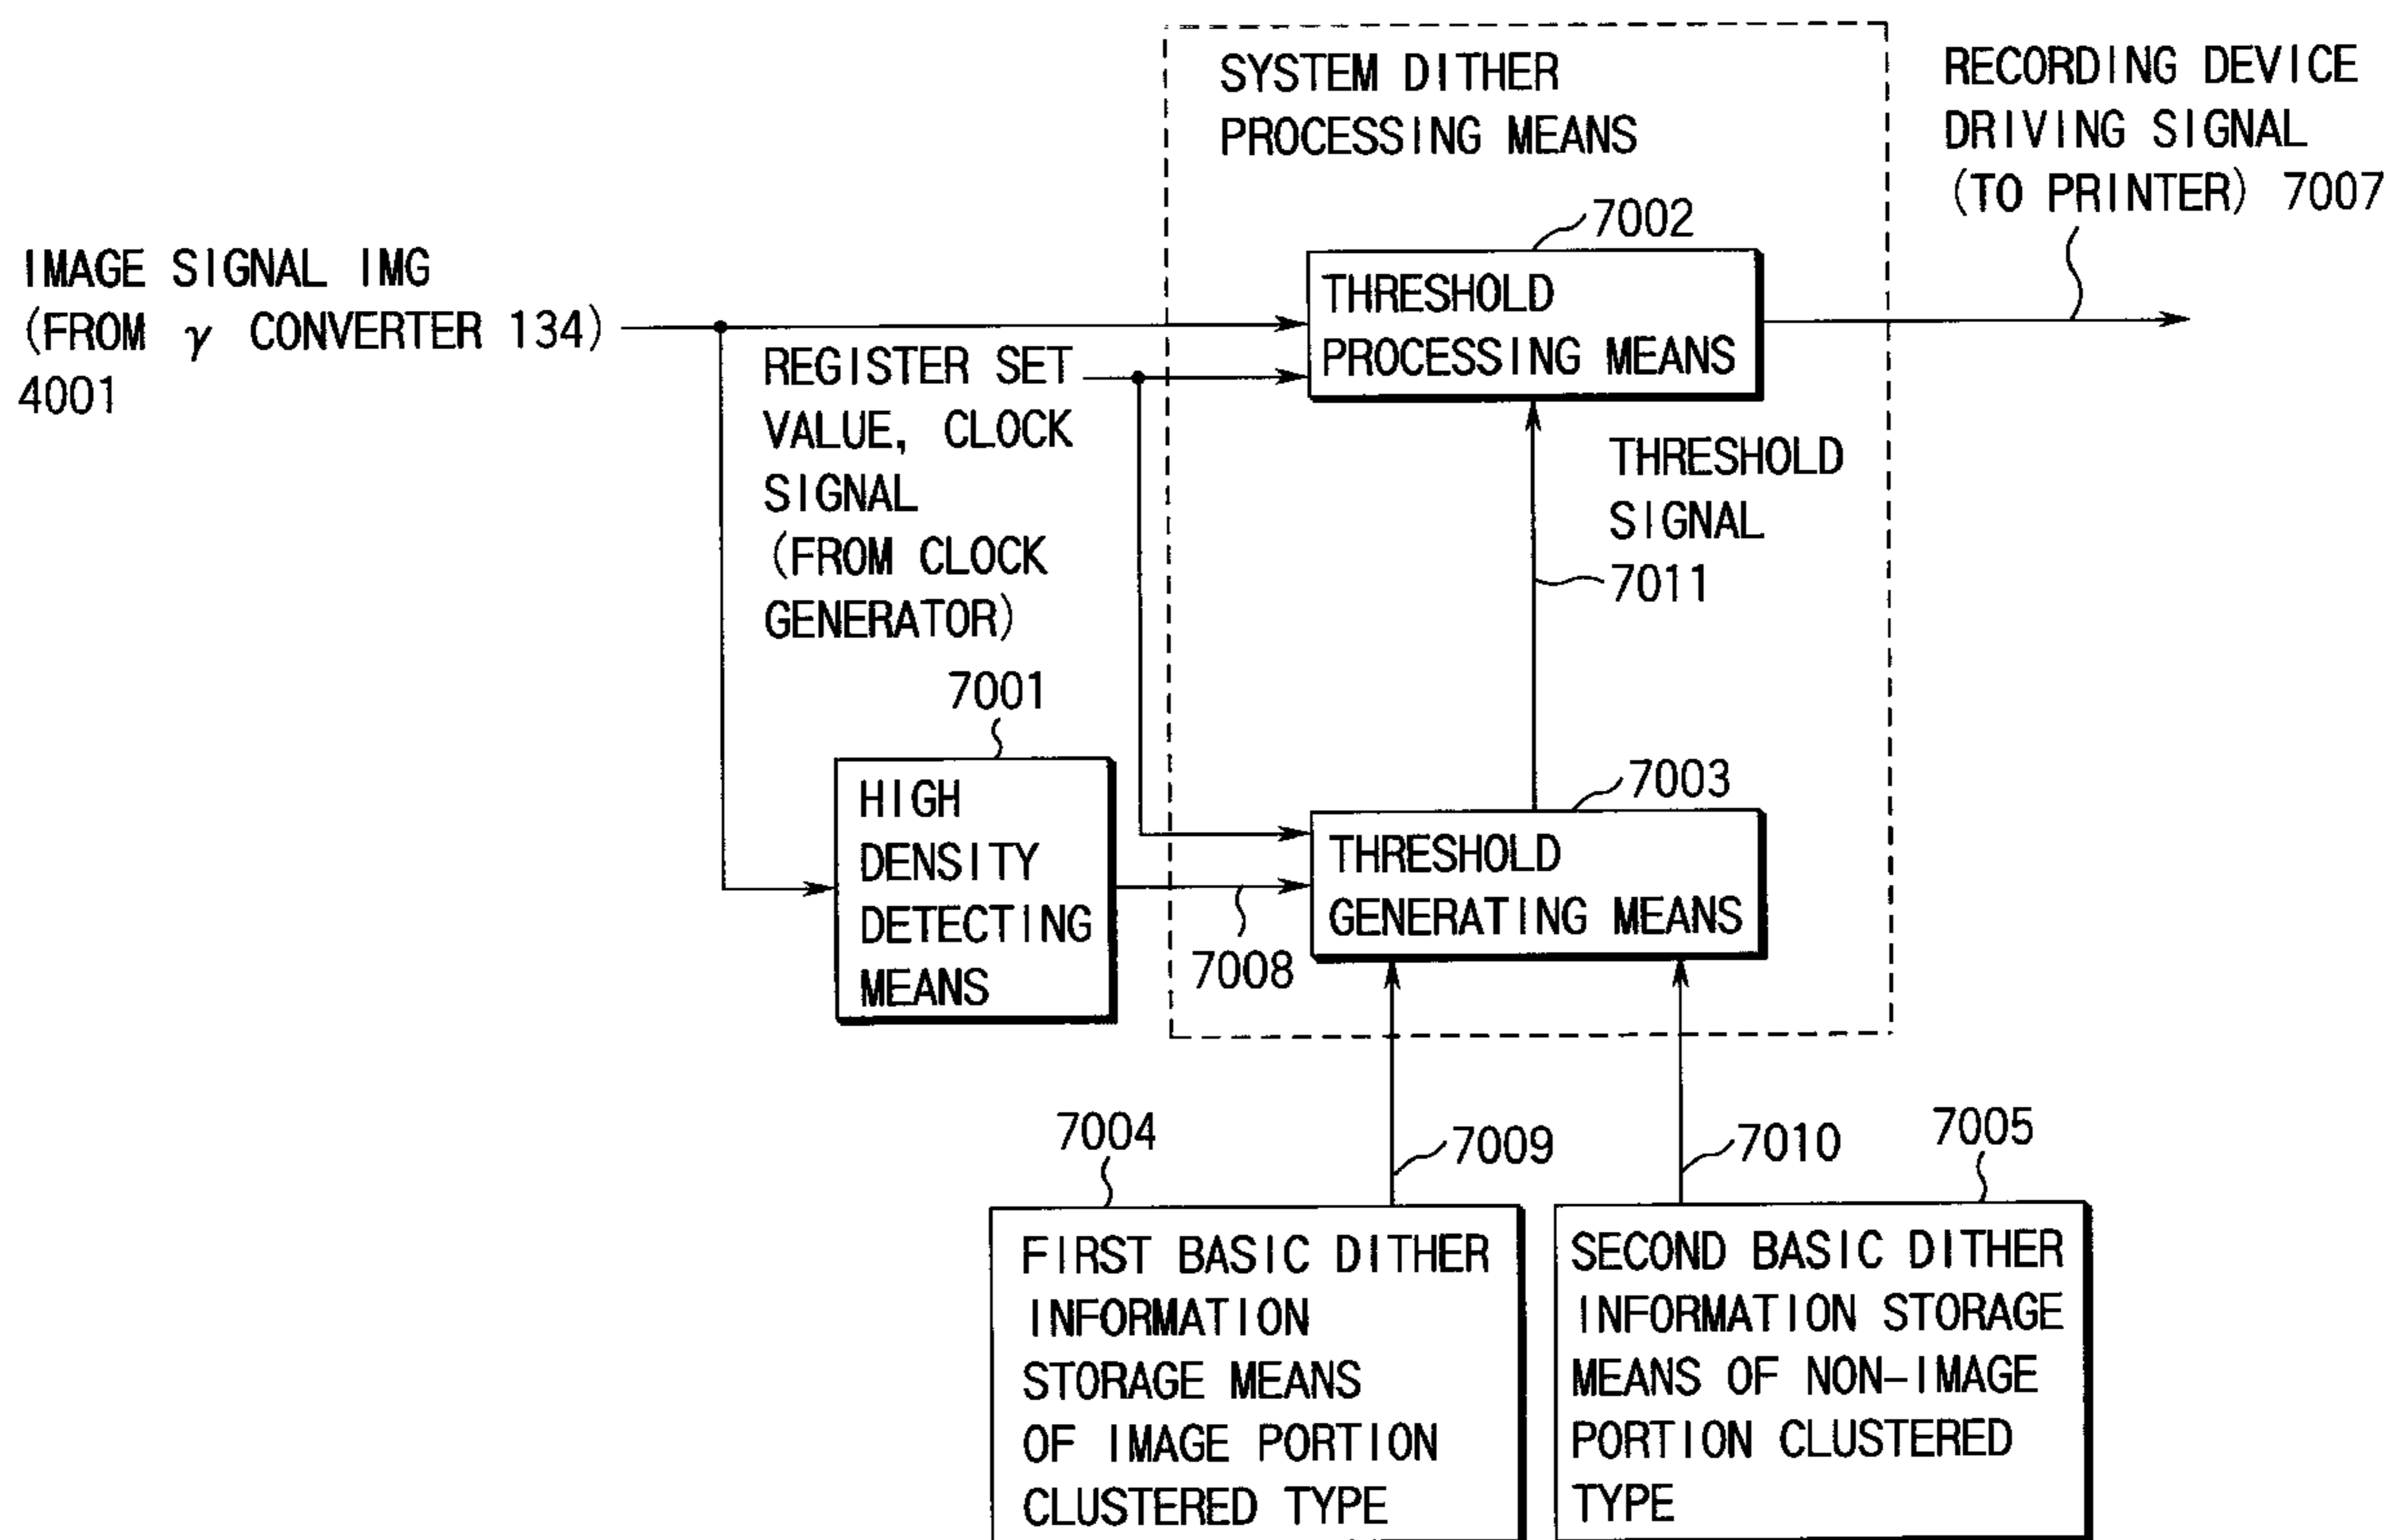 SYSTEM DITHER
PROCESSING MEANS
RECORDING DEVICE
DRIVING SIGNAL
(TO PRINTER) 7007
7002
IMAGE SIGNAL IMG
(FROM γ CONVERTER 134)
4001
THRESHOLD
PROCESSING MEANS
REGISTER SET
VALUE, CLOCK
SIGNAL
(FROM CLOCK
GENERATOR)
THRESHOLD
SIGNAL
7011
7001
HIGH
DENSITY
DETECTING
MEANS
7003
THRESHOLD
GENERATING MEANS
7008
7004
7009
7010
7005
FIRST BASIC DITHER
INFORMATION
STORAGE MEANS
OF IMAGE PORTION
CLUSTERED TYPE
SECOND BASIC DITHER
INFORMATION STORAGE
MEANS OF NON-IMAGE
PORTION CLUSTERED
TYPE